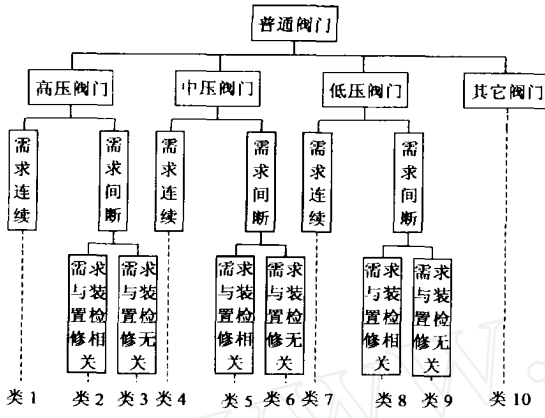 普通阀门
高压阀门
中压阀门
低压阀门
其它阀门
需求连续
需求间断
需求连续
需求间断
需求连续
需求间断
需求与装置检修相关
需求与装置检修无关
需求与装置检修相关
需求与装置检修无关
需求与装置检修相关
需求与装置检修无关
类1
类2
类3
类4
类5
类6
类7
类8
类9
类10